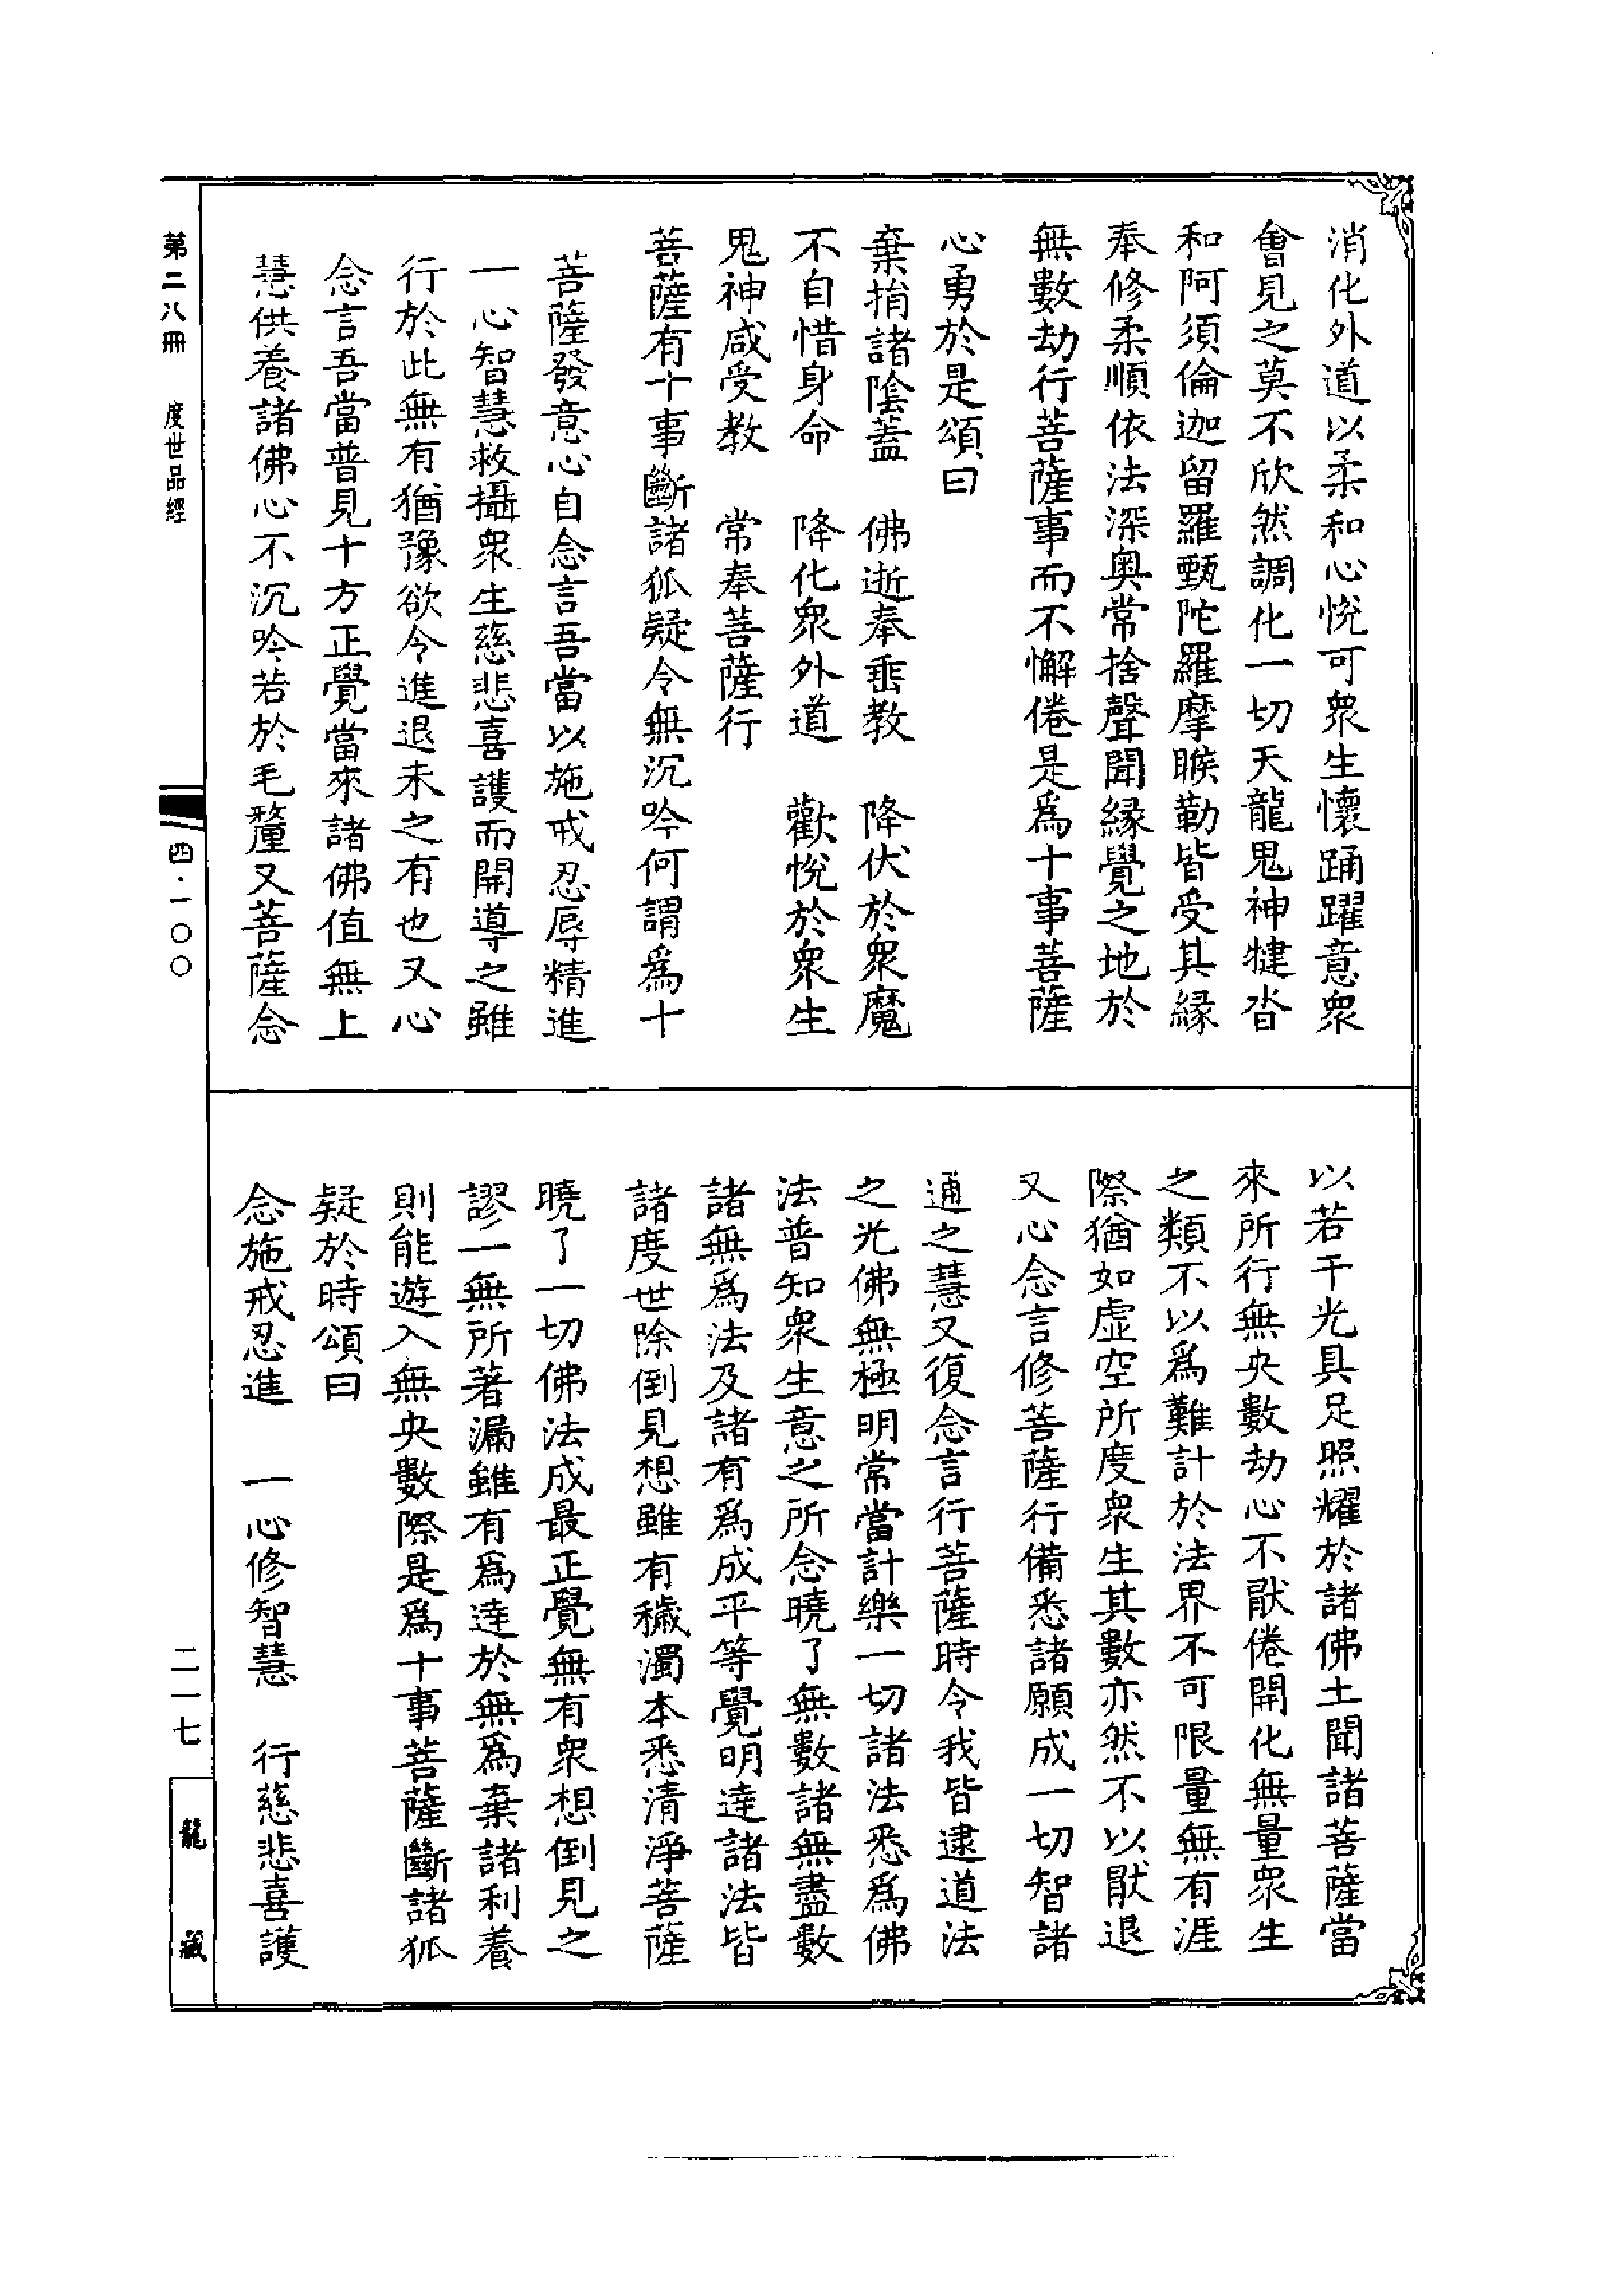 消化外道以柔和心悅可衆生懷踊躍意衆
會見之莫不欣然調化一切天龍鬼神揵沓
和阿須倫迦留羅甄陀羅摩睺勒皆受其縁
奉修柔順依法深奥常捨聲聞縁覺之地於
無數劫行菩薩事而不懈倦是爲十事菩薩
心勇於是頌曰
棄捐諸陰蓋　佛逝奉垂教　降伏於衆魔
不自惜身命　降化衆外道　歡悅於衆生
鬼神咸受教　常奉菩薩行
菩薩有十事斷諸狐疑令無沉吟何謂爲十
菩薩發意心自念言吾當以施戒忍辱精進
一心智慧救攝衆生慈悲喜護而開導之雖
行於此無有猶豫欲令進退未之有也又心
念言吾當普見十方正覺當來諸佛值無上
慧供養諸佛心不沉吟若於毛釐又菩薩念
以若干光具足照耀於諸佛土聞諸菩薩當
來所行無央數劫心不猒倦開化無量衆生
之類不以爲難計於法界不可限量無有涯
際猶如虛空所度衆生其數亦然不以猒退
又心念言修菩薩行備悉諸願成一切智諸
通之慧又復念言行菩薩時令我皆逮道法
之光佛無極明常當計樂一切諸法悉爲佛
法普知衆生意之所念曉了無數諸無盡數
諸無爲法及諸有爲成平等覺明達諸法皆
諸度世除倒見想雖有穢濁本悉清淨菩薩
曉了一切佛法成最正覺無有衆想倒見之
謬一無所著漏雖有爲達於無爲棄諸利養
則能遊入無央數際是爲十事菩薩斷諸狐
疑於時頌曰
念施戒忍進　一心修智慧　行慈悲喜護
第二八冊　度世品經
四·一〇〇
二一七
龍藏